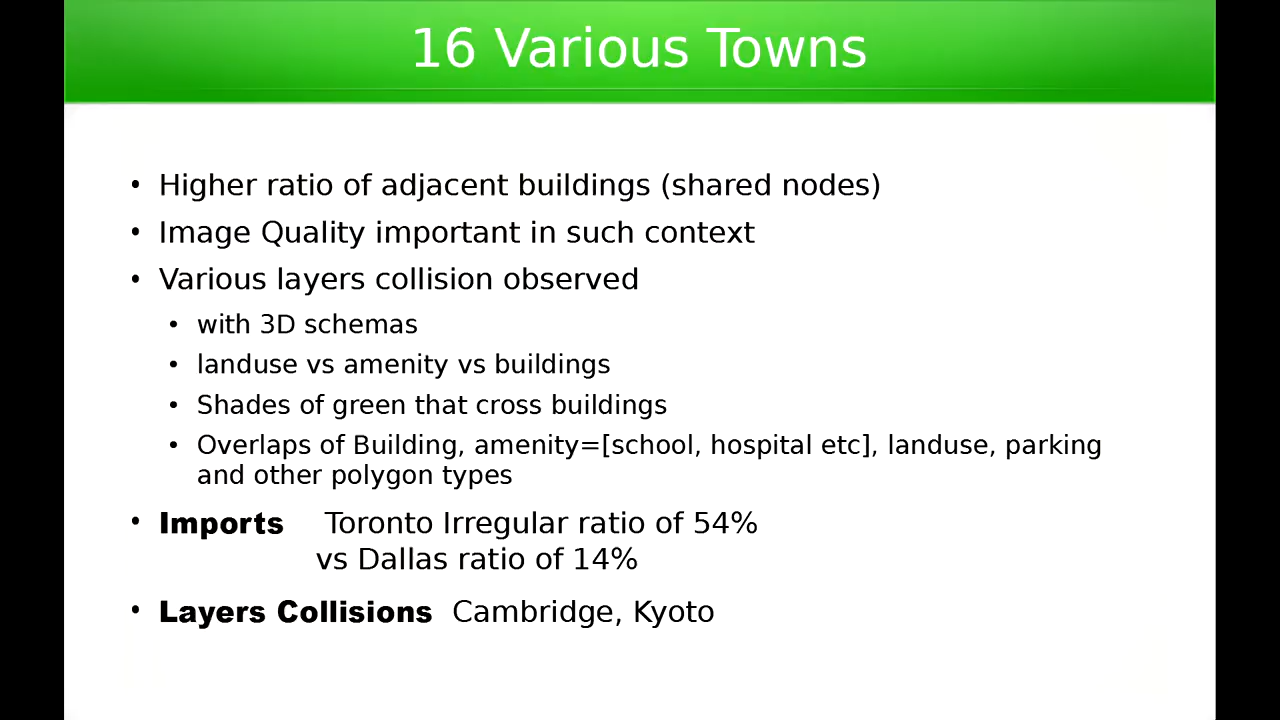 16 Various Towns
• Higher ratio of adjacent buildings (shared nodes)
• Image Quality important in such context
• Various layers collision observed
• with 3D schemas
• landuse vs amenity vs buildings
• Shades of green that cross buildings
• Overlaps of Building, amenity=[school, hospital etc], landuse, parking
and other polygon types
• Imports Toronto Irregular ratio of 54%
vs Dallas ratio of 14%
• Layers Collisions Cambridge, Kyoto